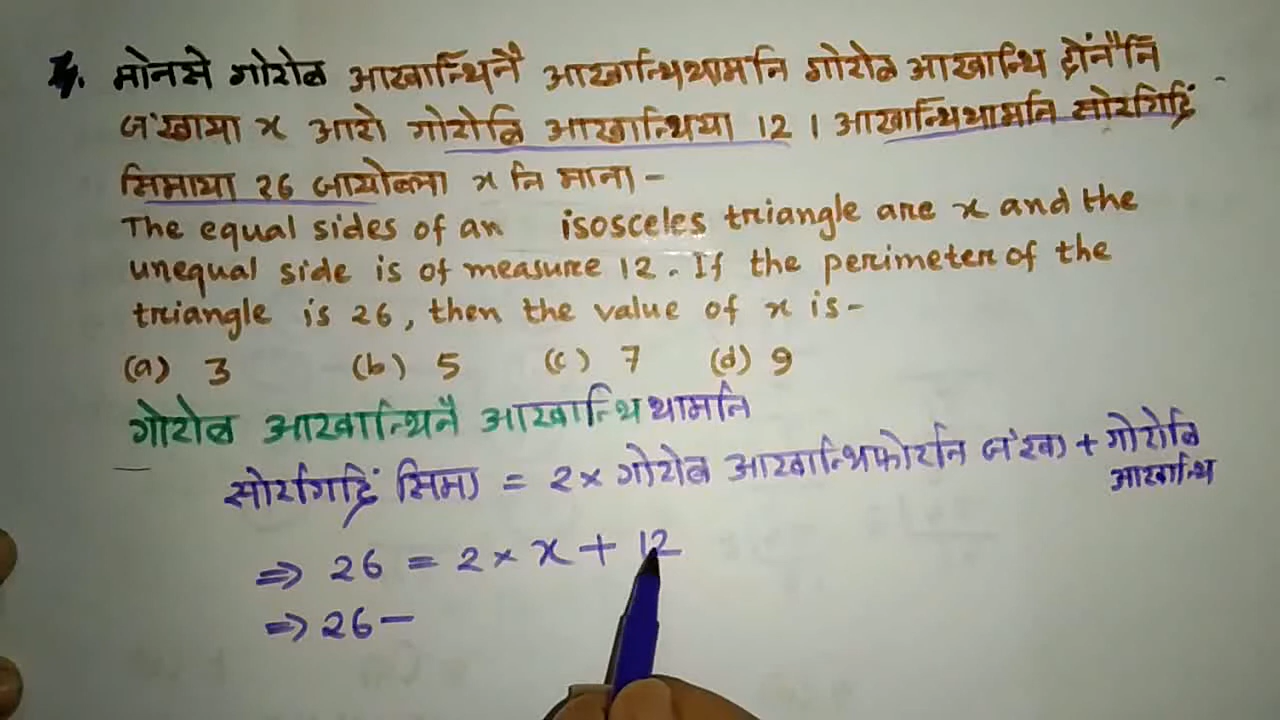 मोनसे गोरोब आखान्थिनै आखान्थिथामनि गोरोब आखान्थि
जंखाया x आरो गोरोबि आखान्थिया 12 । आखान्थिथामनि सोरगिदिं
सिमाया 26 जायोब्ला x नि माना -
The equal sides of an isosceles triangle are x and the
unequal side is of measure 12. If the perimeter of the
triangle is 26, then the value of x is -
(a) 3 (b) 5 (c) 7 (d) 9
गोरोब आखान्थिनै आखान्थिथामनि
सोरगिदिं सिमा = 2 × गोरोब आखान्थिफोरनि जंखा + गोरोबि
आखान्थि
⇒ 26 = 2 × x + 12
⇒ 26 -